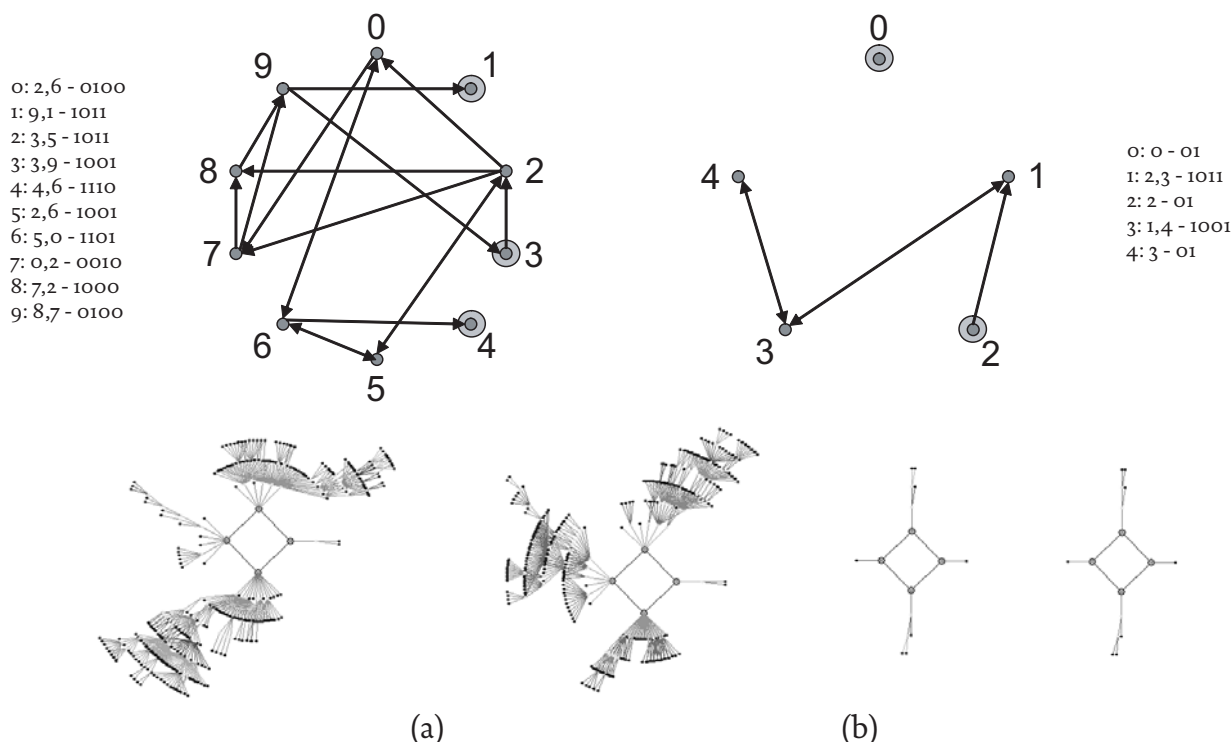 0: 2,6 - 0100
1: 9,1 - 1011
2: 3,5 - 1011
3: 3,9 - 1001
4: 4,6 - 1110
5: 2,6 - 1001
6: 5,0 - 1101
7: 0,2 - 0010
8: 7,2 - 1000
9: 8,7 - 0100
0
9
1
8
2
7
3
6
4
5
0
4
1
3
2
0: 0 - 01
1: 2,3 - 1011
2: 2 - 01
3: 1,4 - 1001
4: 3 - 01
(a)
(b)